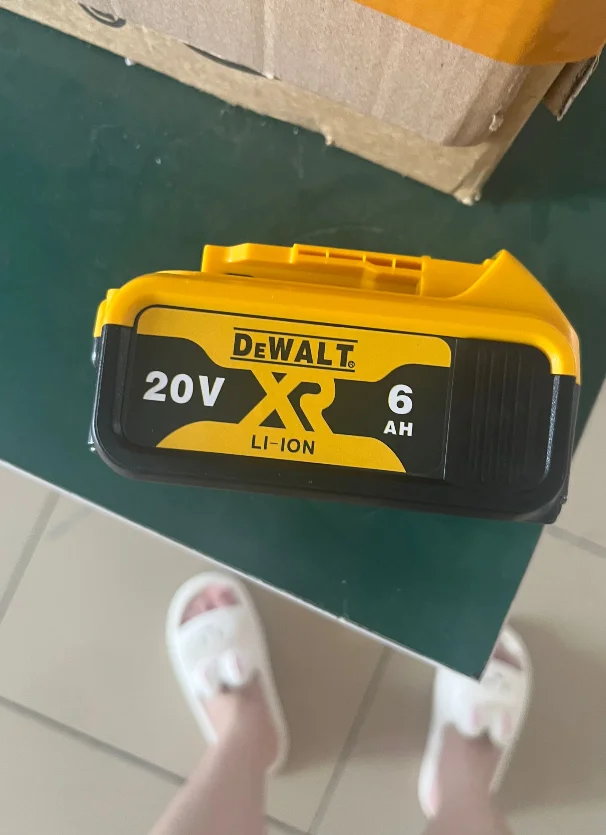 DEWALT®
20V XR 6
AH
LI-ION